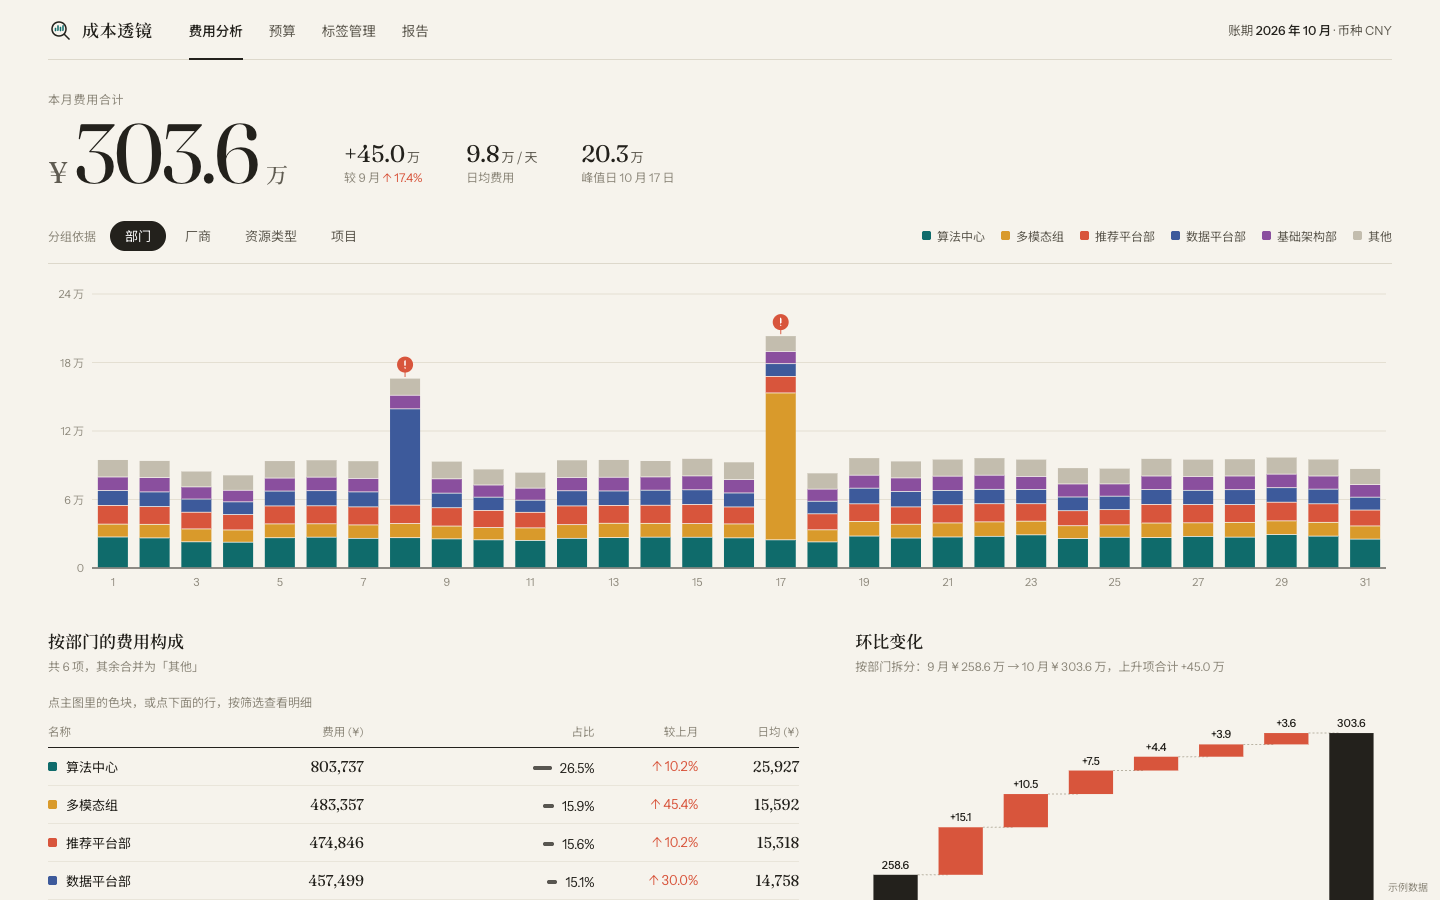 成本透镜 费用分析 预算 标签管理 报告 账期 2026 年 10 月 · 币种 CNY
本月费用合计
¥ 303.6 万
+45.0 万 9.8 万 / 天 20.3 万
较 9 月 ↑ 17.4% 日均费用 峰值日 10 月 17 日
分组依据 部门 厂商 资源类型 项目 算法中心 多模态组 推荐平台部 数据平台部 基础架构部 其他
24 万
18 万
12 万
6 万
0
! !
1 3 5 7 9 11 13 15 17 19 21 23 25 27 29 31
按部门的费用构成
共 6 项，其余合并为「其他」
点主图里的色块，或点下面的行，按筛选查看明细
名称 费用 (¥) 占比 较上月 日均 (¥)
算法中心 803,737 26.5% ↑ 10.2% 25,927
多模态组 483,357 15.9% ↑ 45.4% 15,592
推荐平台部 474,846 15.6% ↑ 10.2% 15,318
数据平台部 457,499 15.1% ↑ 30.0% 14,758
环比变化
按部门拆分：9 月 ¥ 258.6 万 → 10 月 ¥ 303.6 万，上升项合计 +45.0 万
258.6 +15.1 +10.5 +7.5 +4.4 +3.9 +3.6 303.6
示例数据